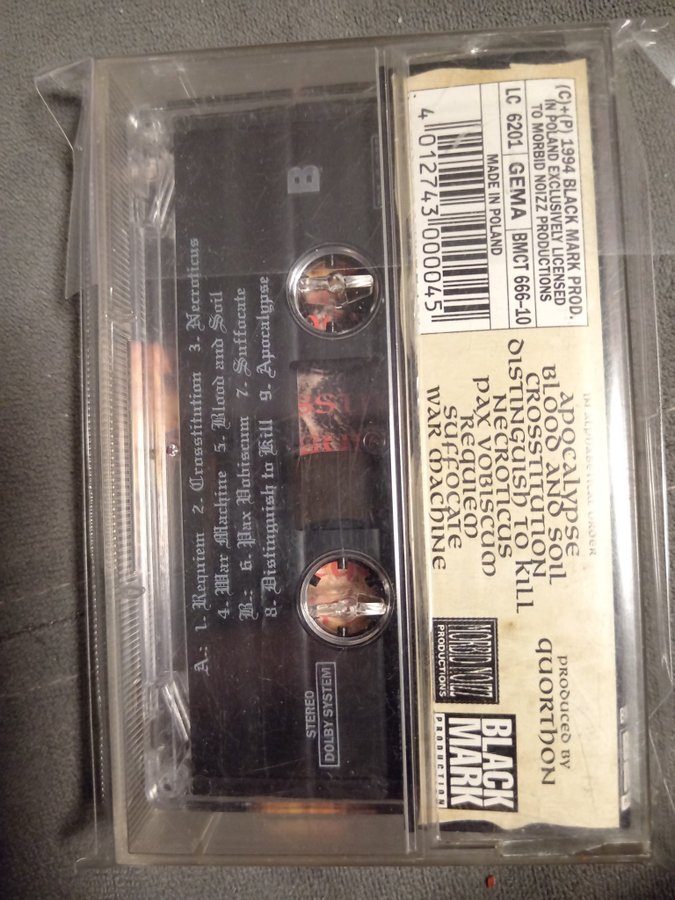 (C)+(P) 1994 BLACK MARK PROD.
IN POLAND EXCLUSIVELY LICENSED
TO MORBID NOIZZ PRODUCTIONS
LC 6201 GEMA BMCT 666-10
MADE IN POLAND
4 012743 000045
IN ALPHABETICAL ORDER
APOCALYPSE
BLOOD AND SOIL
CROSSTITUTION
DISTINGUISH TO KILL
NECROTICUS
PAX VOBISCUM
REQUIEM
SUFFOCATE
WAR MACHINE
PRODUCED BY
QUORTHON
MORBID NOIZZ
PRODUCTIONS
BLACK
MARK
PRODUCTION
B
A.: 1. Requiem 2. Crosstitution 3. Necroticus
4. War Machine 5. Blood and Soil
B.: 6. Pax Vobiscum 7. Suffocate
8. Distinguish to Kill 9. Apocalypse
STEREO
DOLBY SYSTEM